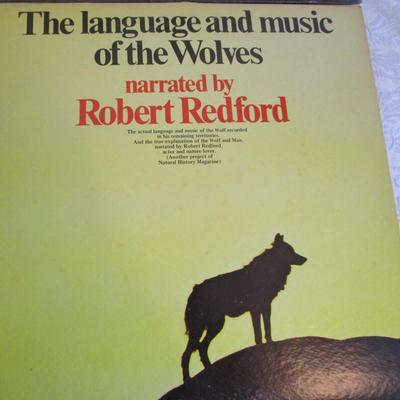 The language and music
of the Wolves
narrated by
Robert Redford
The actual language and music of the Wolf recorded
in his remaining territories.
And the true explanation of the Wolf and Man,
narrated by Robert Redford,
actor and nature lover.
(Another project of
Natural History Magazine)